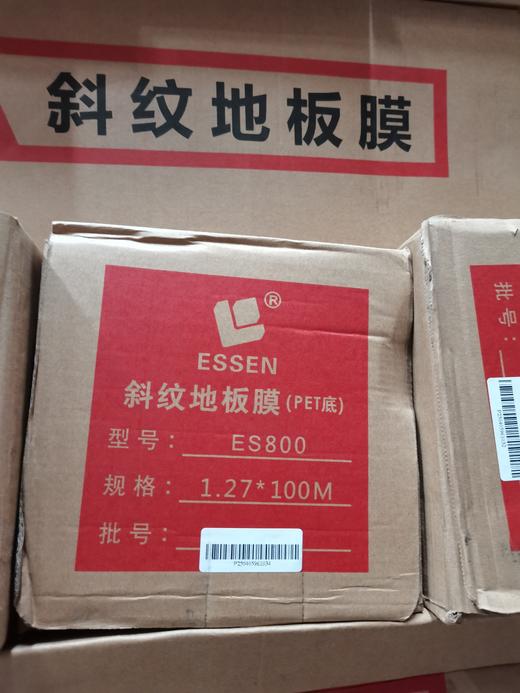 斜纹地板膜
®
ESSEN
斜纹地板膜(PET底)
型号: ES800
规格: 1.27*100M
批号:
批号: